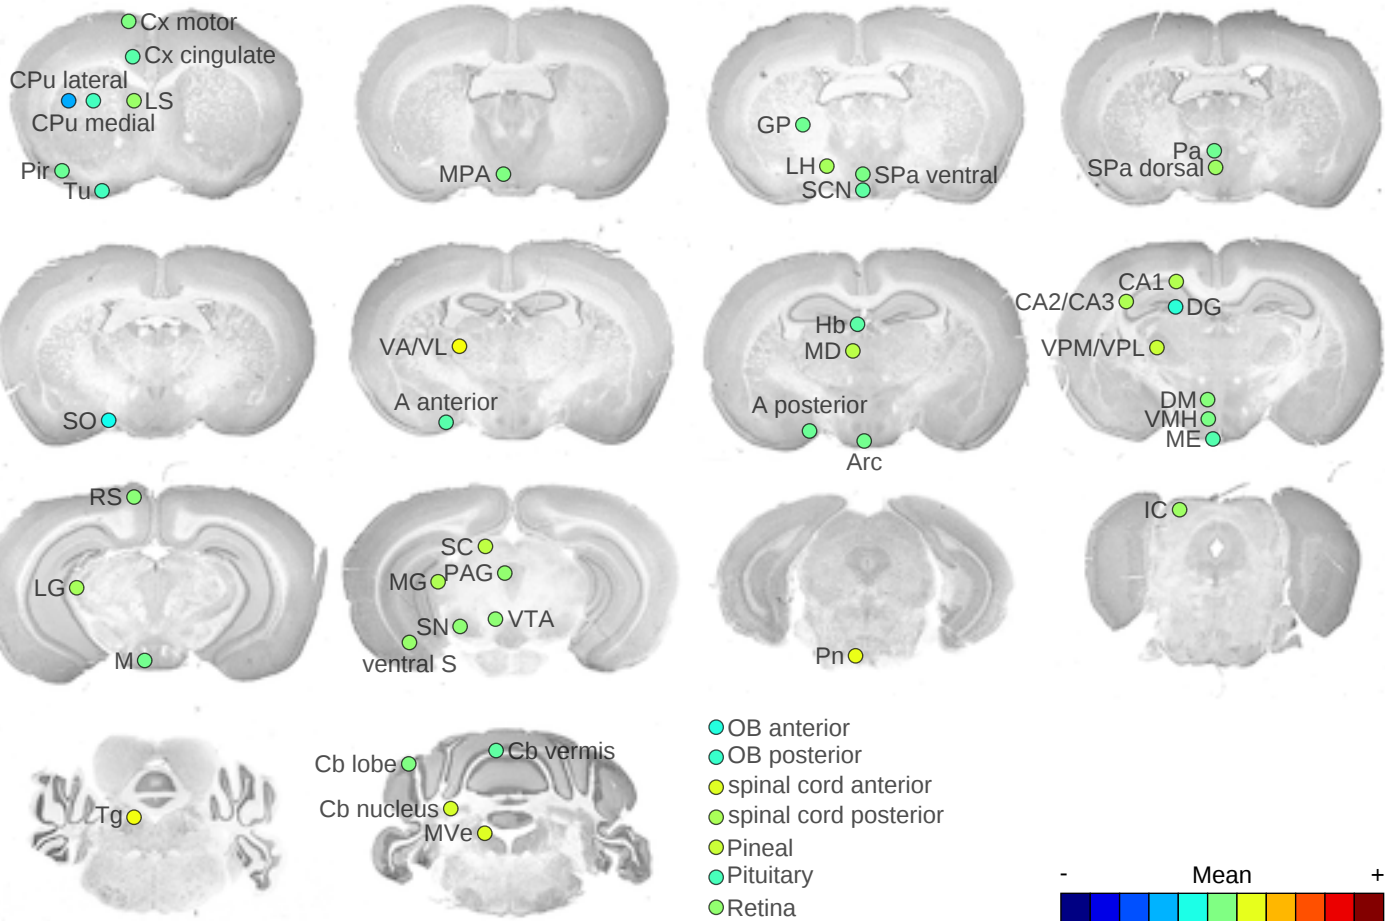 Cx motor
Cx cingulate
CPu lateral
LS
CPu medial
Pir
Tu
MPA
GP
LH
SPa ventral
SCN
Pa
SPa dorsal
SO
VA/VL
A anterior
Hb
MD
A posterior
Arc
CA1
CA2/CA3
DG
VPM/VPL
DM
VMH
ME
RS
LG
M
SC
PAG
MG
VTA
SN
ventral S
Pn
IC
Tg
Cb vermis
Cb lobe
Cb nucleus
MVe
OB anterior
OB posterior
spinal cord anterior
spinal cord posterior
Pineal
Pituitary
Retina
- Mean +